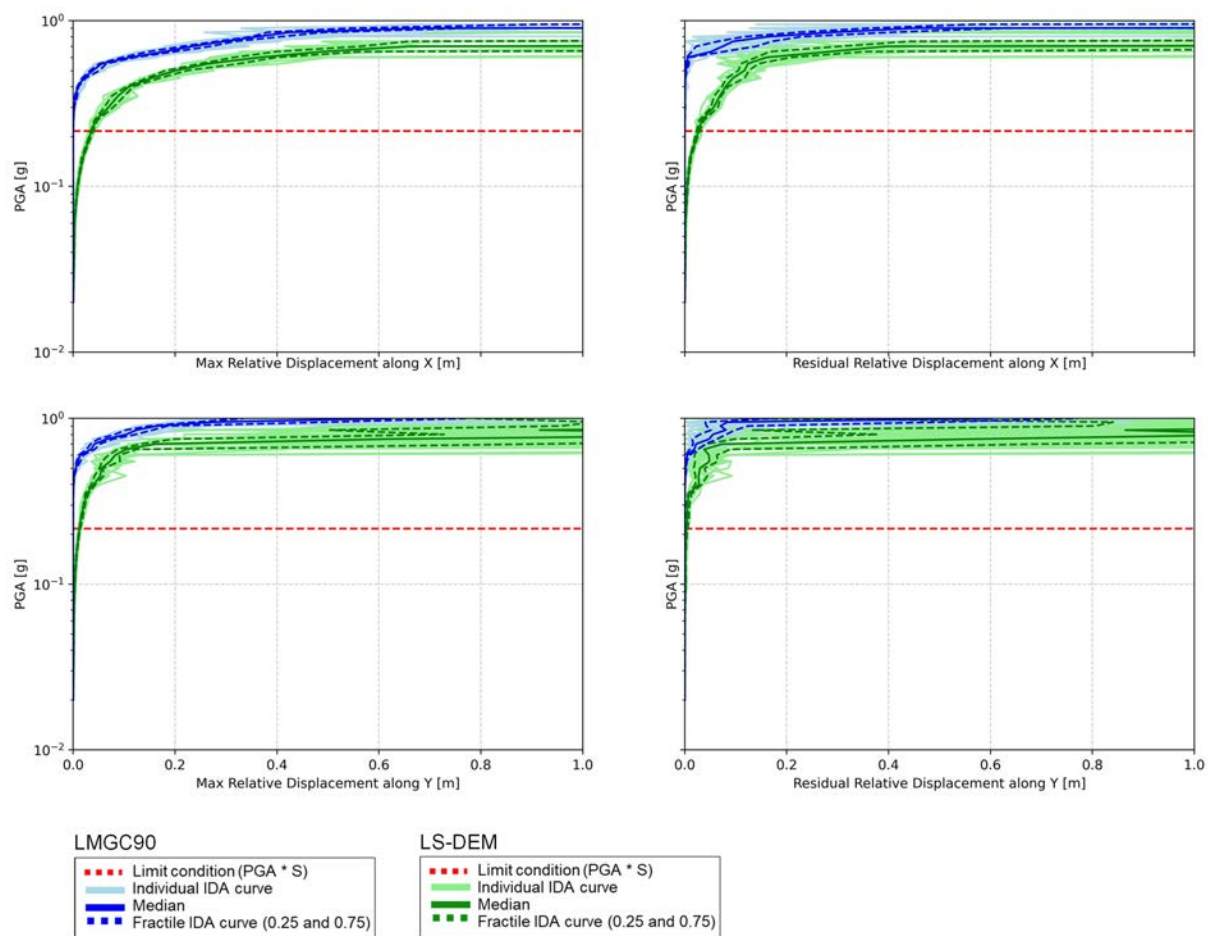 10⁰
10⁻¹
10⁻²
PGA [g]
Max Relative Displacement along X [m]
PGA [g]
Residual Relative Displacement along X [m]
10⁰
10⁻¹
10⁻²
PGA [g]
0.0 0.2 0.4 0.6 0.8 1.0
Max Relative Displacement along Y [m]
PGA [g]
0.0 0.2 0.4 0.6 0.8 1.0
Residual Relative Displacement along Y [m]
LMGC90
Limit condition (PGA * S)
Individual IDA curve
Median
Fractile IDA curve (0.25 and 0.75)
LS-DEM
Limit condition (PGA * S)
Individual IDA curve
Median
Fractile IDA curve (0.25 and 0.75)